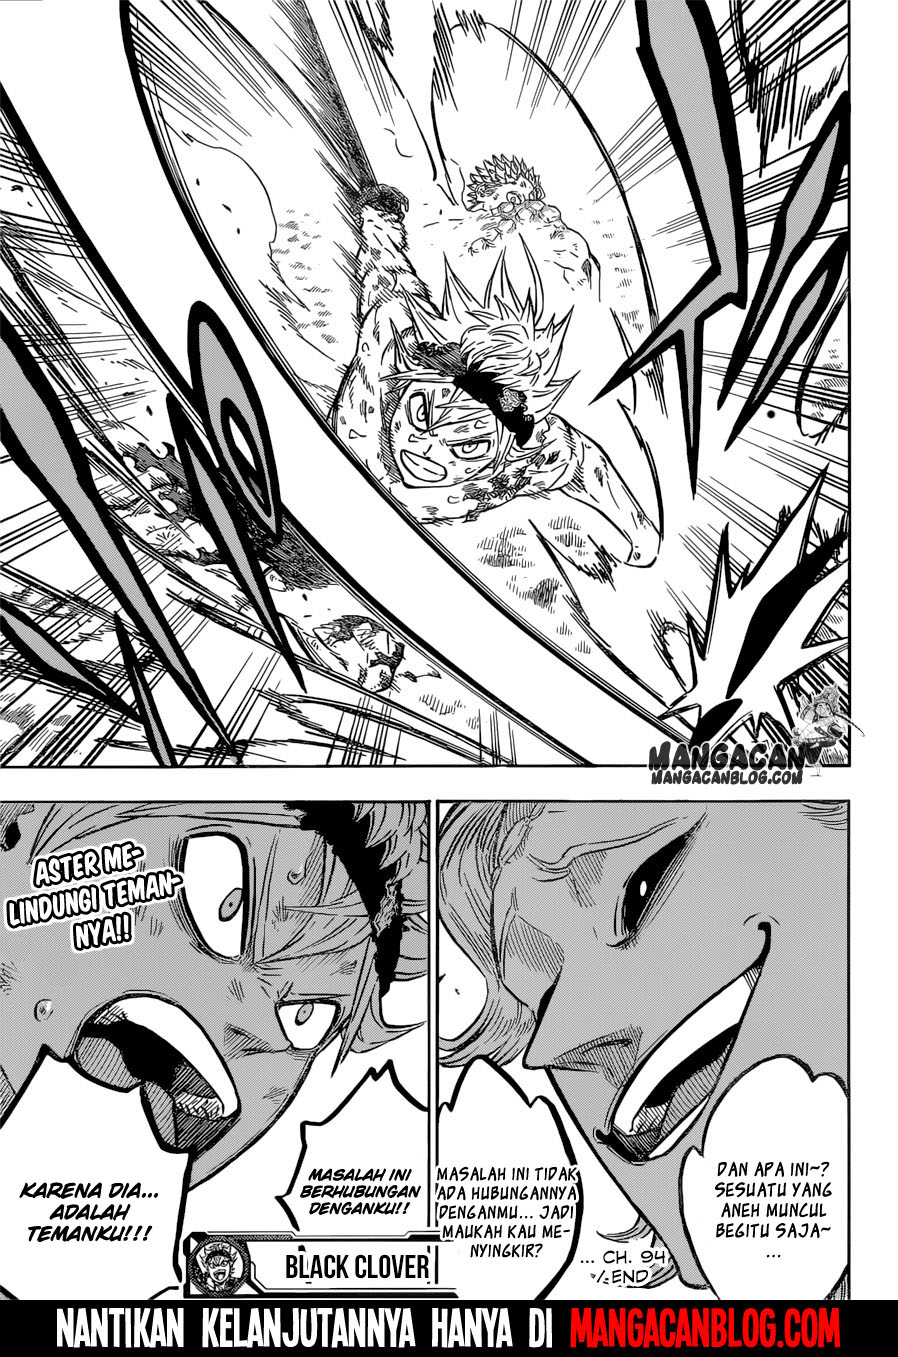 MANGACAN
MANGACANBLOG.COM
DAN APA INI~?
SESUATU YANG
ANEH MUNCUL
BEGITU SAJA~
...
MASALAH INI TIDAK
ADA HUBUNGANNYA
DENGANMU... JADI
MAUKAH KAU ME-
NYINGKIR?
ASTER ME-
LINDUNGI TEMAN-
NYA!!
MASALAH INI
BERHUBUNGAN
DENGANKU!!
KARENA DIA...
ADALAH
TEMANKU!!!
BLACK CLOVER
... CH. 94
END
NANTIKAN KELANJUTANNYA HANYA DI MANGACANBLOG.COM